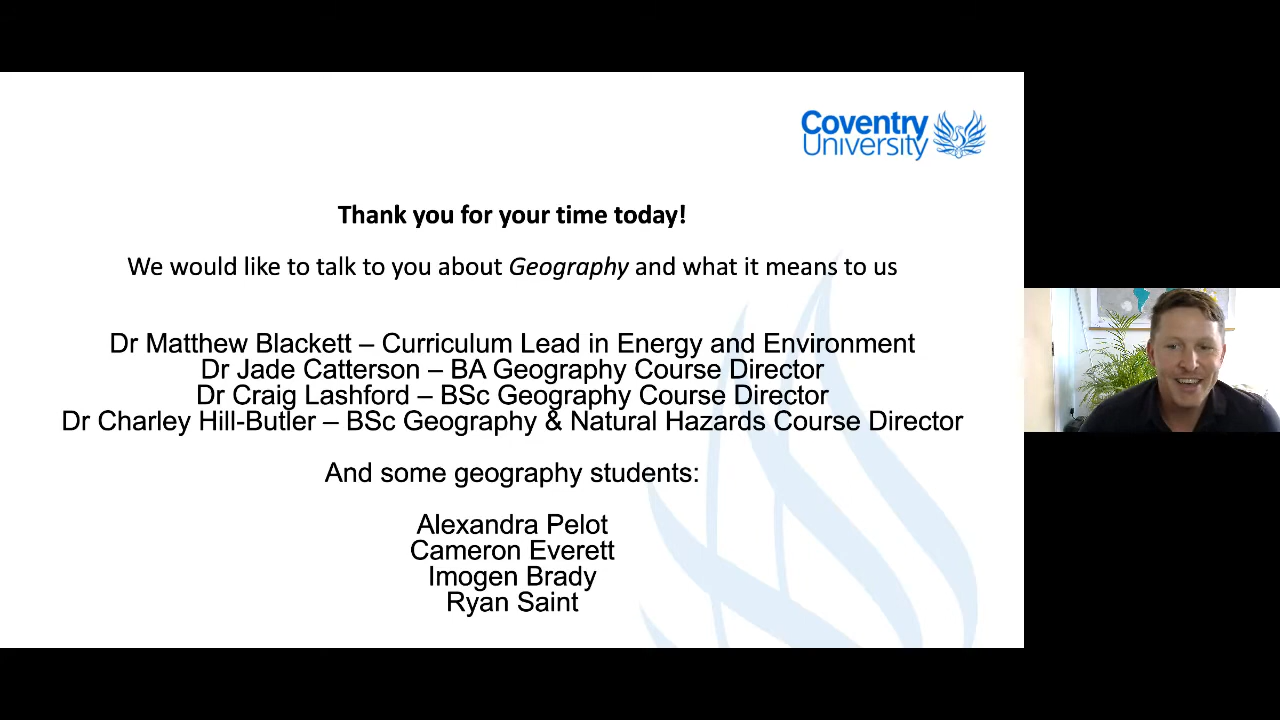 Coventry
University
Thank you for your time today!
We would like to talk to you about Geography and what it means to us
Dr Matthew Blackett – Curriculum Lead in Energy and Environment
Dr Jade Catterson – BA Geography Course Director
Dr Craig Lashford – BSc Geography Course Director
Dr Charley Hill-Butler – BSc Geography & Natural Hazards Course Director
And some geography students:
Alexandra Pelot
Cameron Everett
Imogen Brady
Ryan Saint